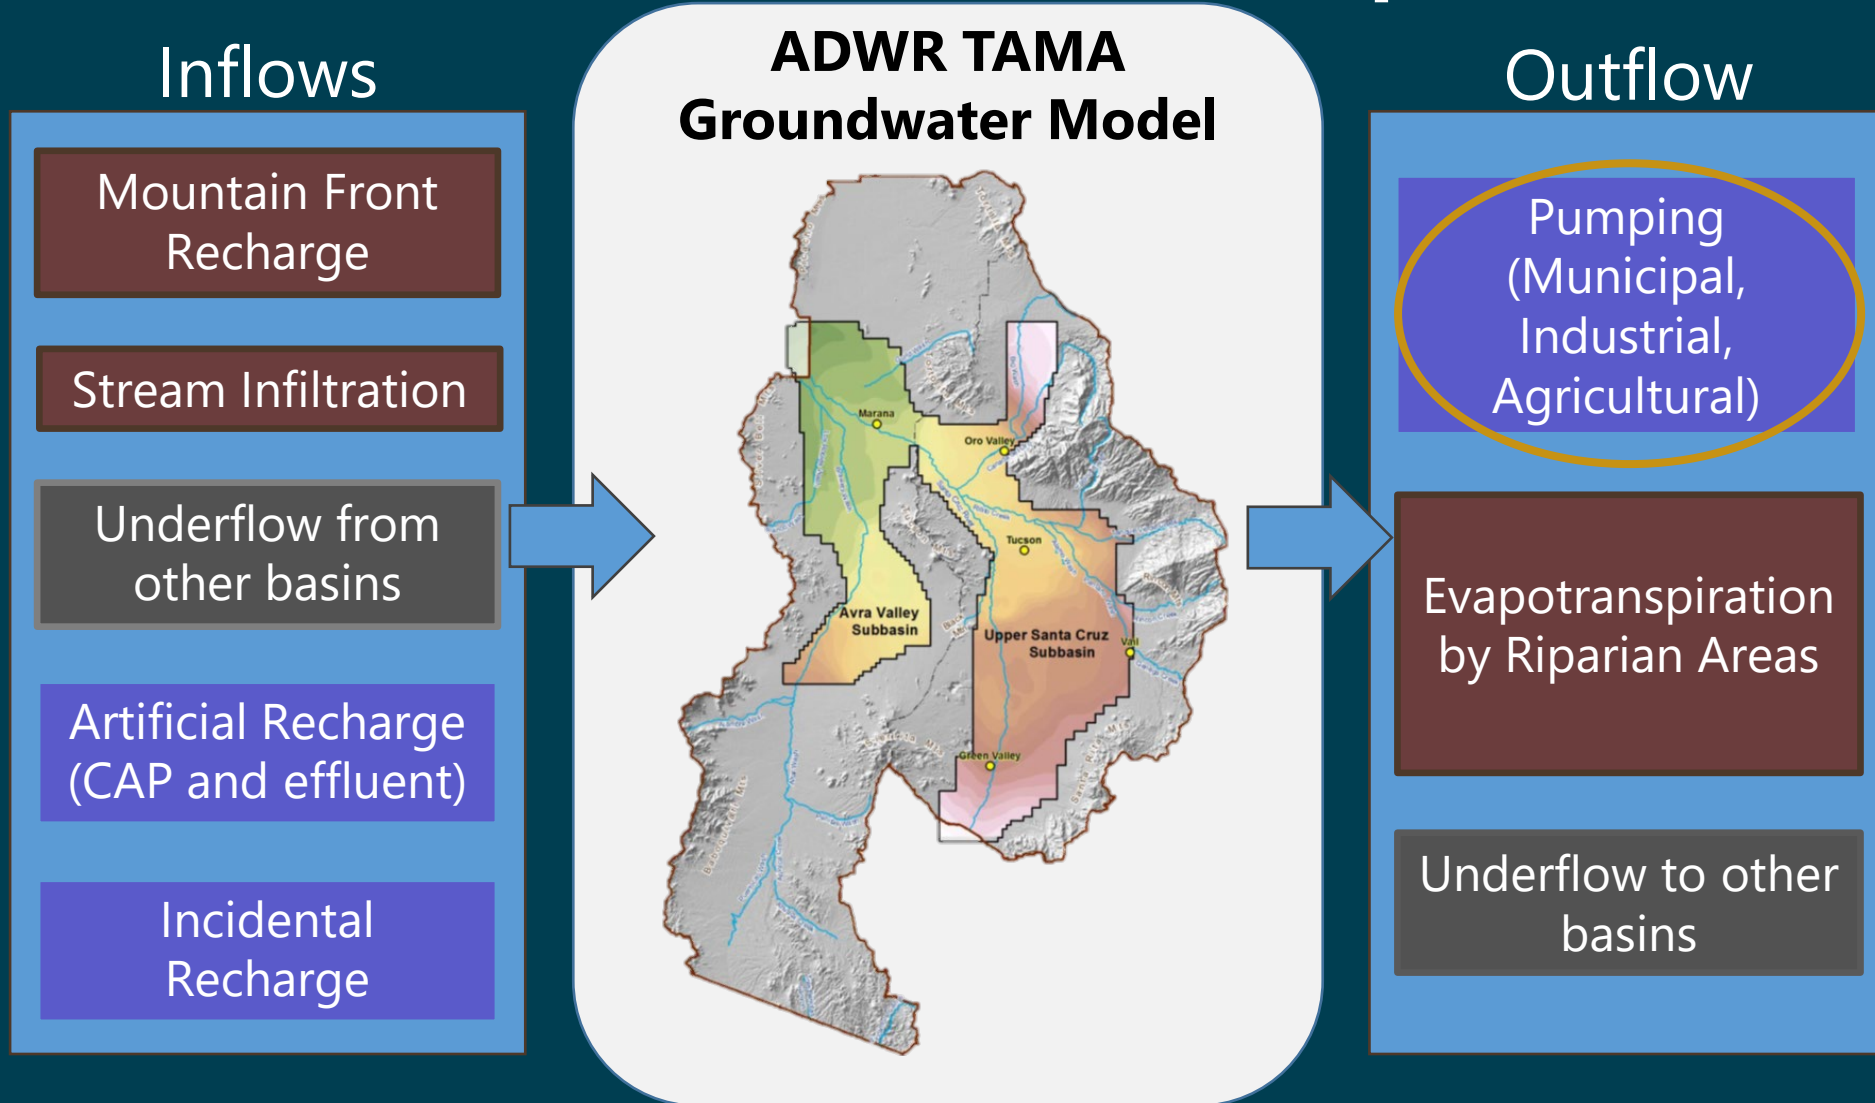 Inflows
Mountain Front
Recharge
Stream Infiltration
Underflow from
other basins
Artificial Recharge
(CAP and effluent)
Incidental
Recharge
ADWR TAMA
Groundwater Model
Marana
Oro Valley
Tucson
Avra Valley
Subbasin
Upper Santa Cruz
Subbasin
Vail
Green Valley
Outflow
Pumping
(Municipal,
Industrial,
Agricultural)
Evapotranspiration
by Riparian Areas
Underflow to other
basins